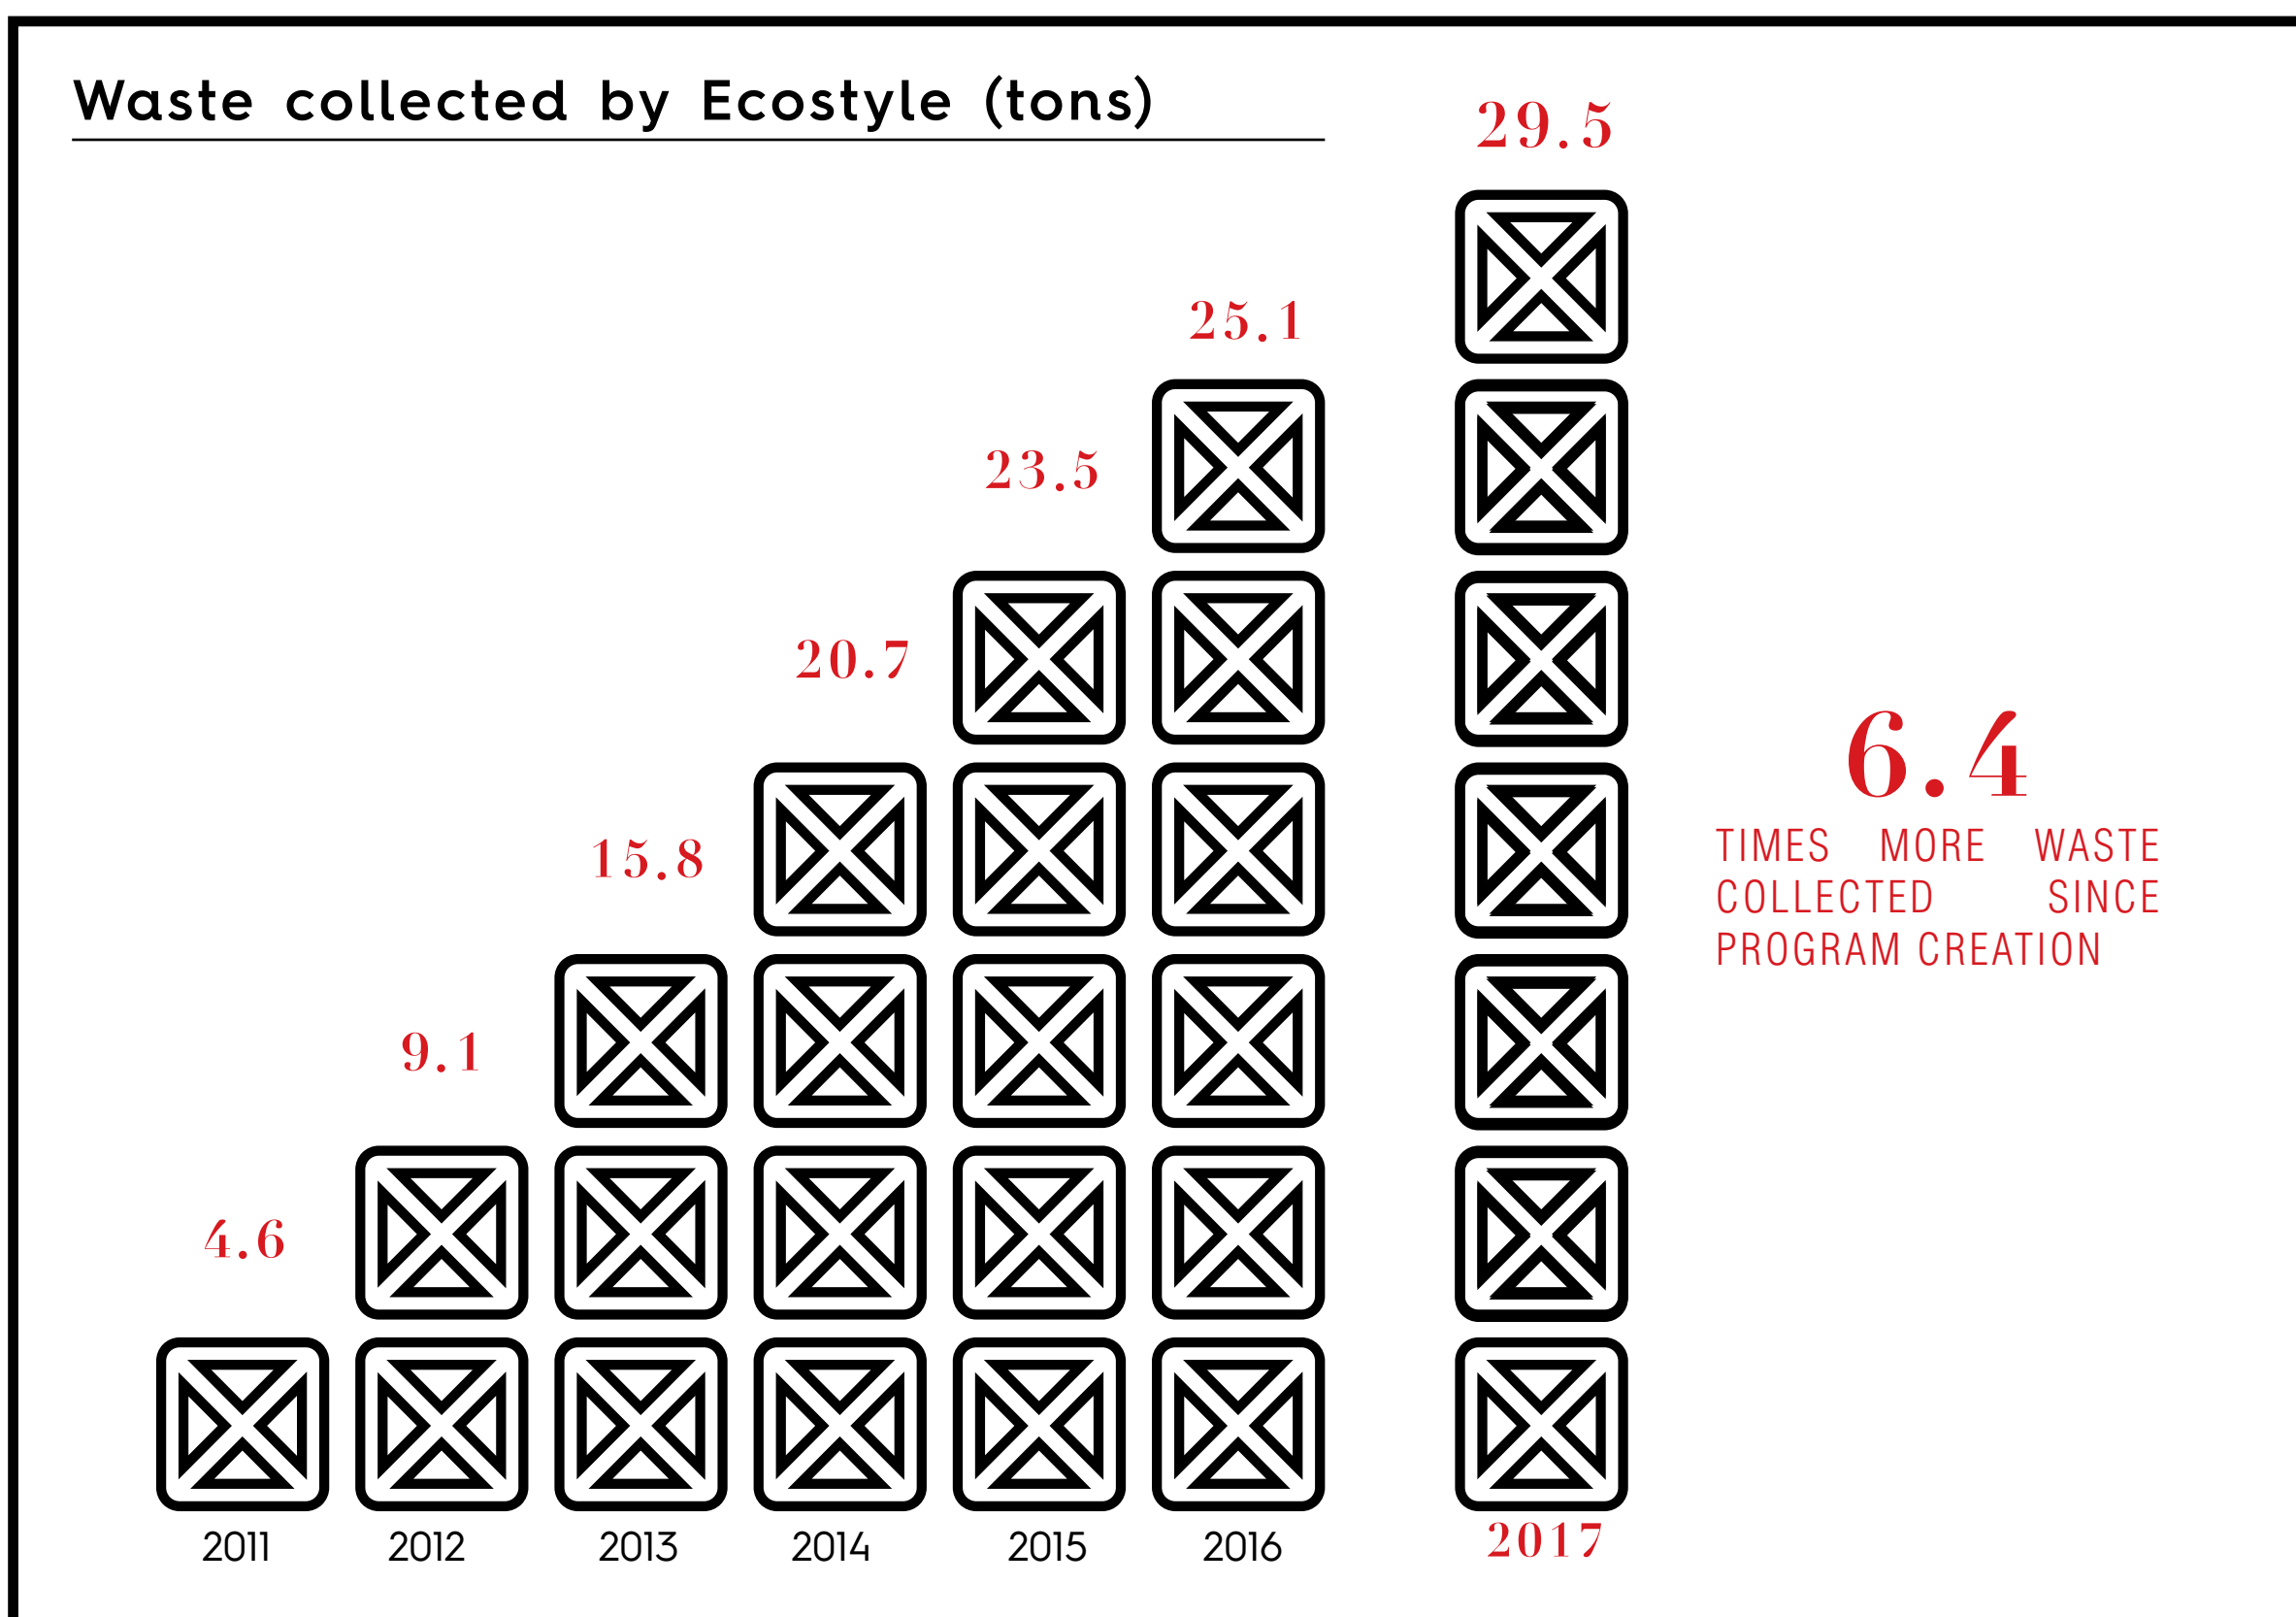 Waste collected by Ecostyle (tons)
29.5
25.1
23.5
20.7
15.8
9.1
4.6
6.4
TIMES MORE WASTE
COLLECTED SINCE
PROGRAM CREATION
2011 2012 2013 2014 2015 2016 2017